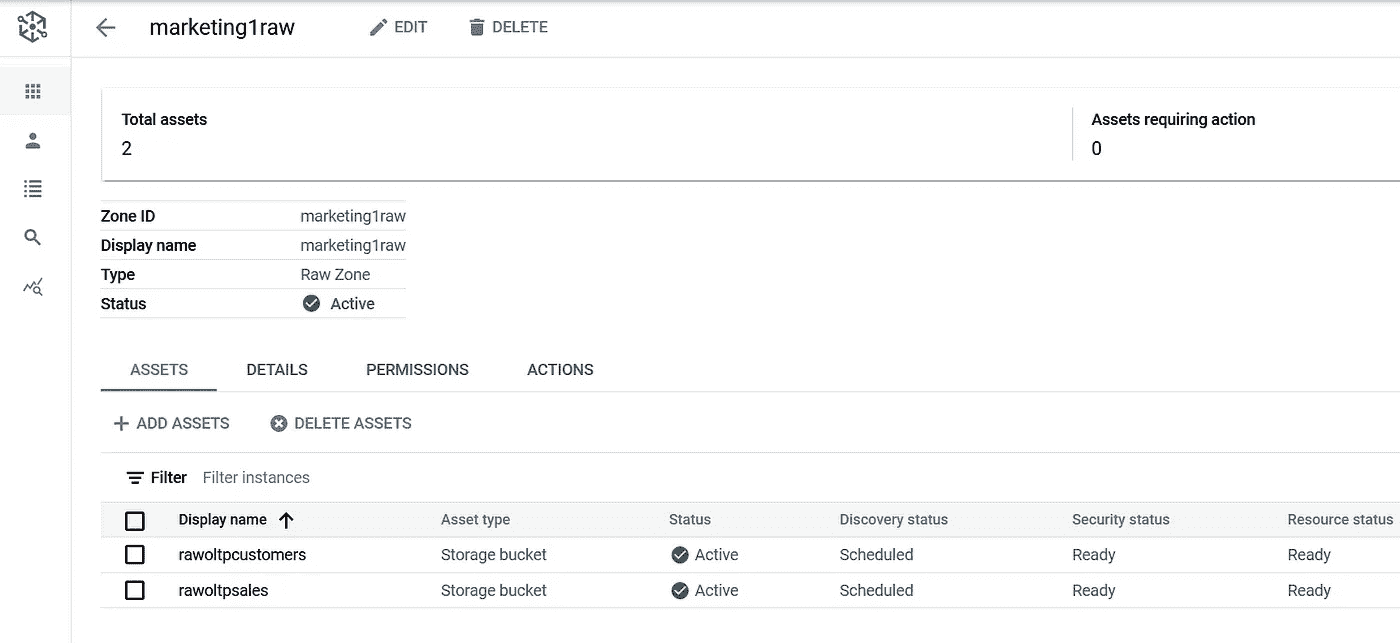 marketing1raw EDIT DELETE
Total assets Assets requiring action
2 0
Zone ID marketing1raw
Display name marketing1raw
Type Raw Zone
Status Active
ASSETS DETAILS PERMISSIONS ACTIONS
ADD ASSETS DELETE ASSETS
Filter Filter instances
Display name Asset type Status Discovery status Security status Resource status
rawoltpcustomers Storage bucket Active Scheduled Ready Ready
rawoltpsales Storage bucket Active Scheduled Ready Ready